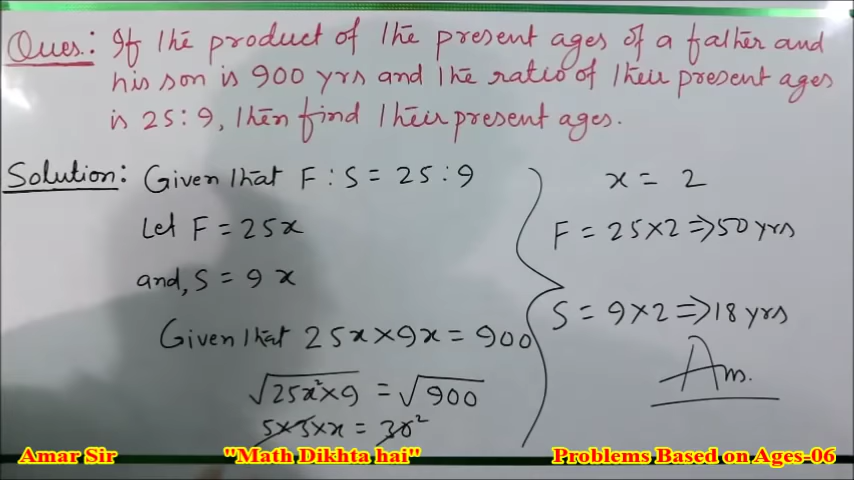 Ques.: If the product of the present ages of a father and
his son is 900 yrs and the ratio of their present ages
is 25:9, then find their present ages.
Solution: Given that F : S = 25 : 9
Let F = 25x
and, S = 9x
Given that 25x × 9x = 900
√25x²×9 = √900
5×3×x = 30 2
x = 2
F = 25×2 => 50 yrs
S = 9×2 => 18 yrs
Ans.
Amar Sir "Math Dikhta hai" Problems Based on Ages-06